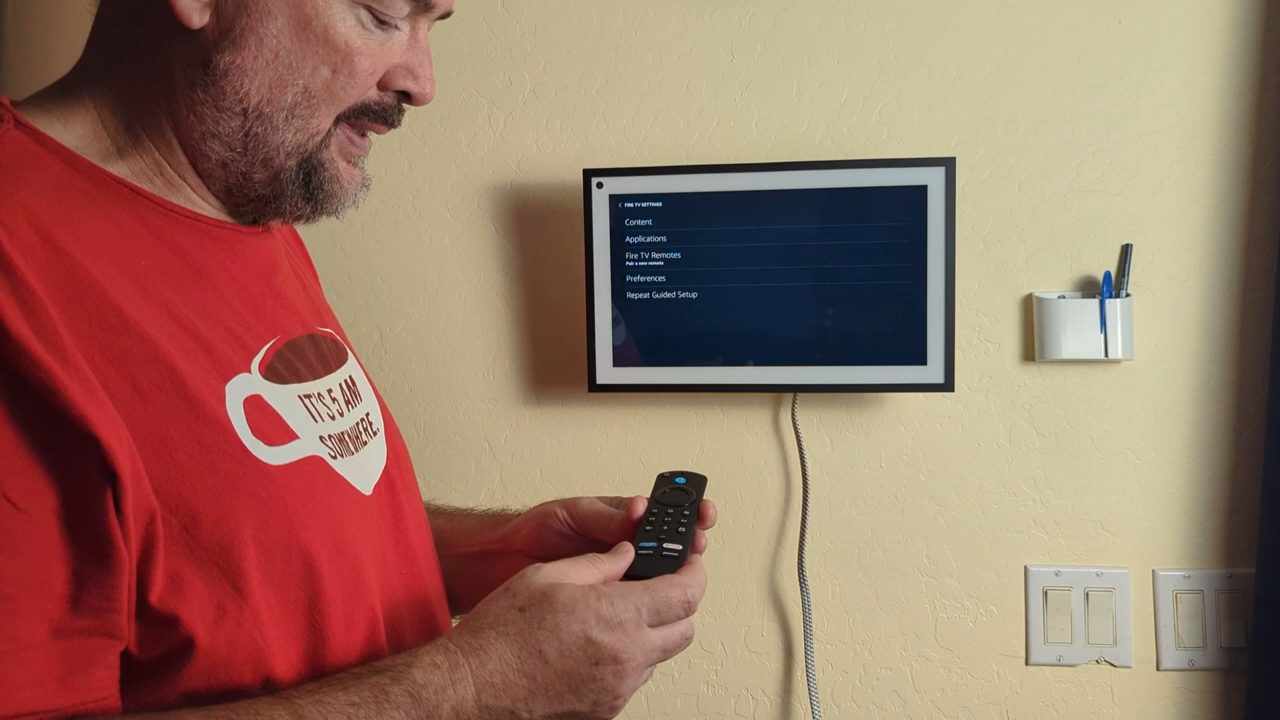 FIRE TV SETTINGS
Content
Applications
Fire TV Remotes
Pair a new remote
Preferences
Repeat Guided Setup
IT'S 5 AM
SOMEWHERE.